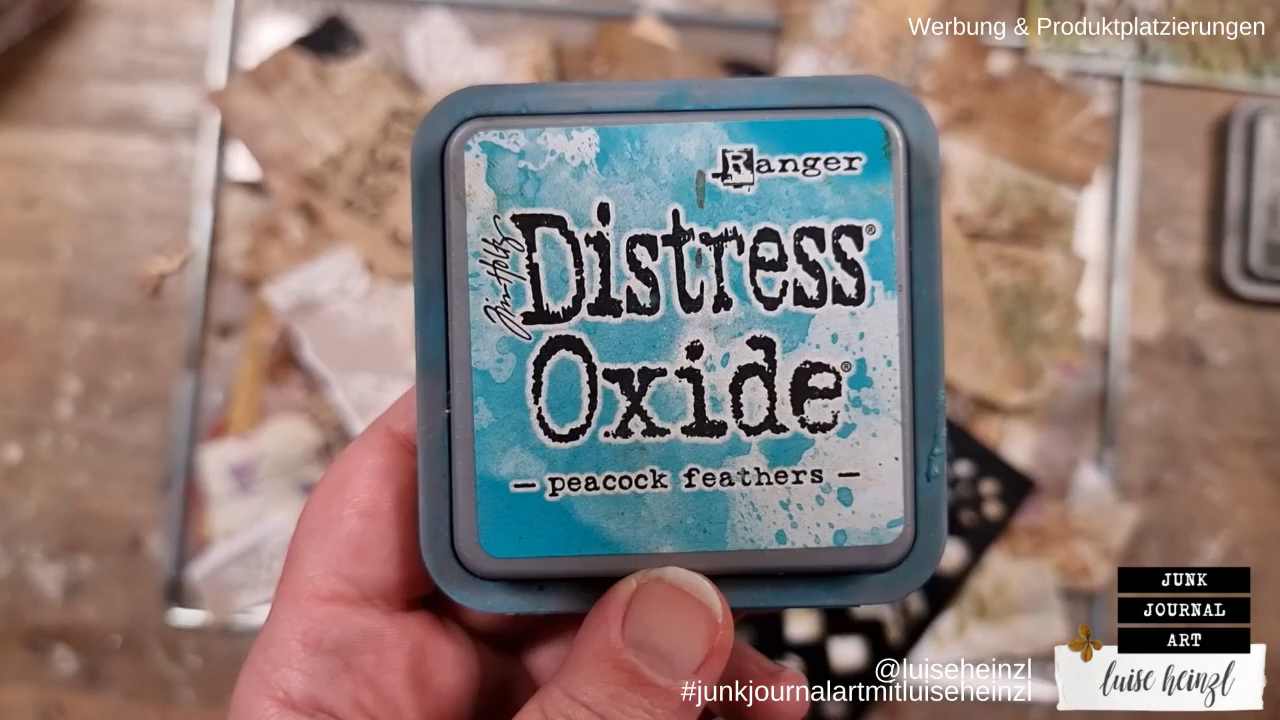 Werbung & Produktplatzierungen
Ranger
Tim Holtz
Distress®
Oxide®
— peacock feathers —
JUNK
JOURNAL
ART
@luiseheinzl
#junkjournalartmitluiseheinzl
luise heinzl